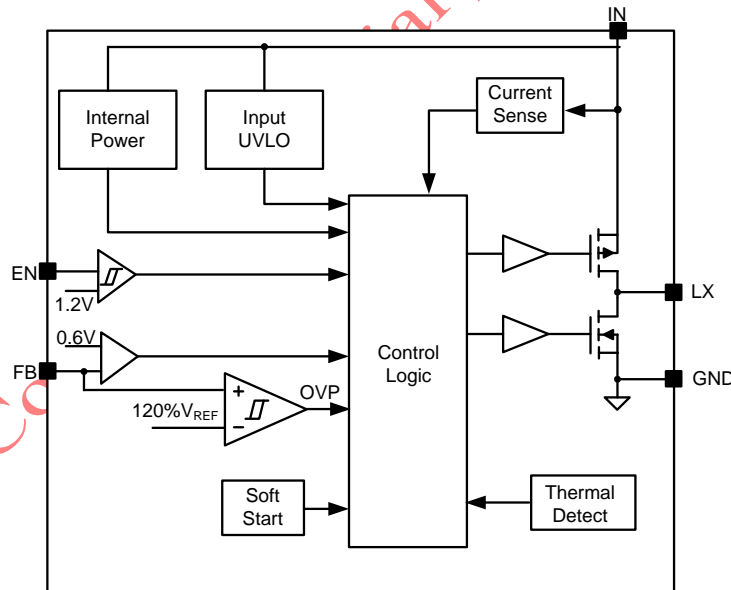 IN
Internal
Power
Input
UVLO
Current
Sense
EN
1.2V
0.6V
FB
+
−
120%VREF
OVP
Control
Logic
LX
GND
Soft
Start
Thermal
Detect